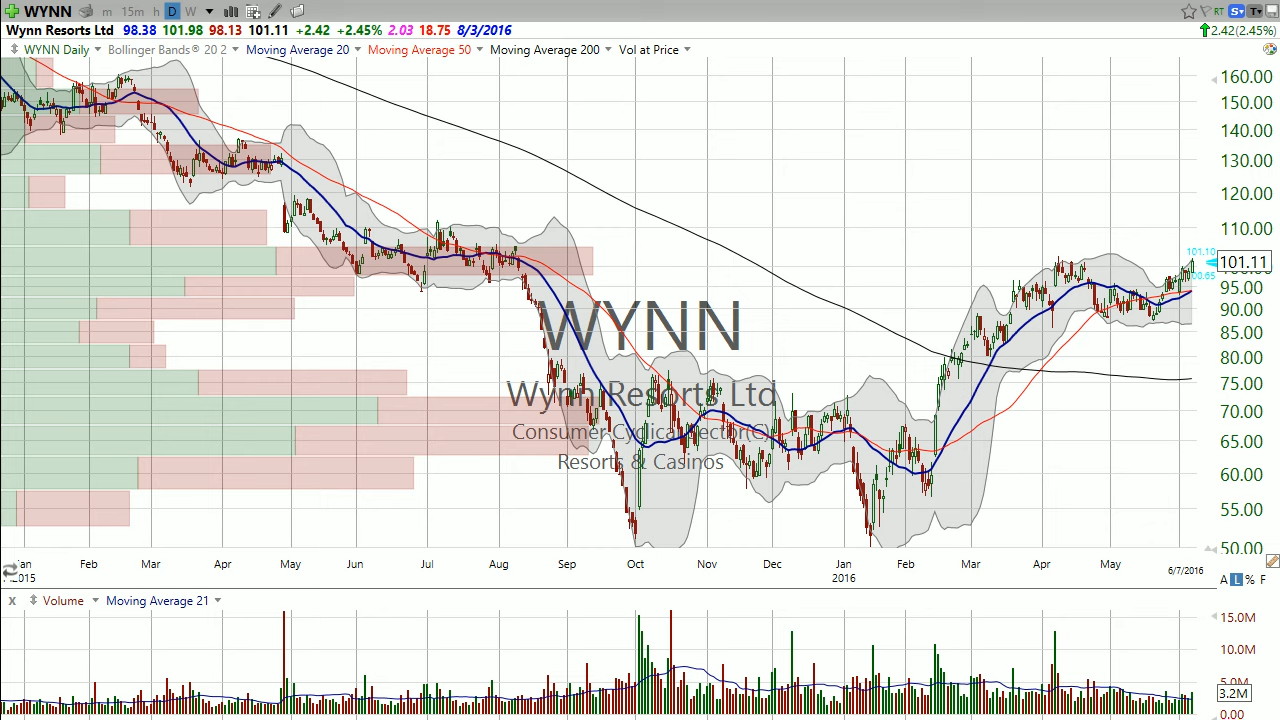 WYNN m 15m h D W RT S T
Wynn Resorts Ltd 98.38 101.98 98.13 101.11 +2.42 +2.45% 2.03 18.75 8/3/2016 2.42(2.45%)
WYNN Daily Bollinger Bands® 20 2 Moving Average 20 Moving Average 50 Moving Average 200 Vol at Price
160.00
150.00
140.00
130.00
120.00
110.00
101.10
101.11
95.00
90.00
85.00
80.00
75.00
70.00
65.00
60.00
55.00
50.00
WYNN
Wynn Resorts Ltd
Consumer Cyclical Sector(C)
Resorts & Casinos
Feb Mar Apr May Jun Jul Aug Sep Oct Nov Dec Jan Feb Mar Apr May 6/7/2016
2015 2016
A L % F
x Volume Moving Average 21
15.0M
10.0M
3.2M
0.00